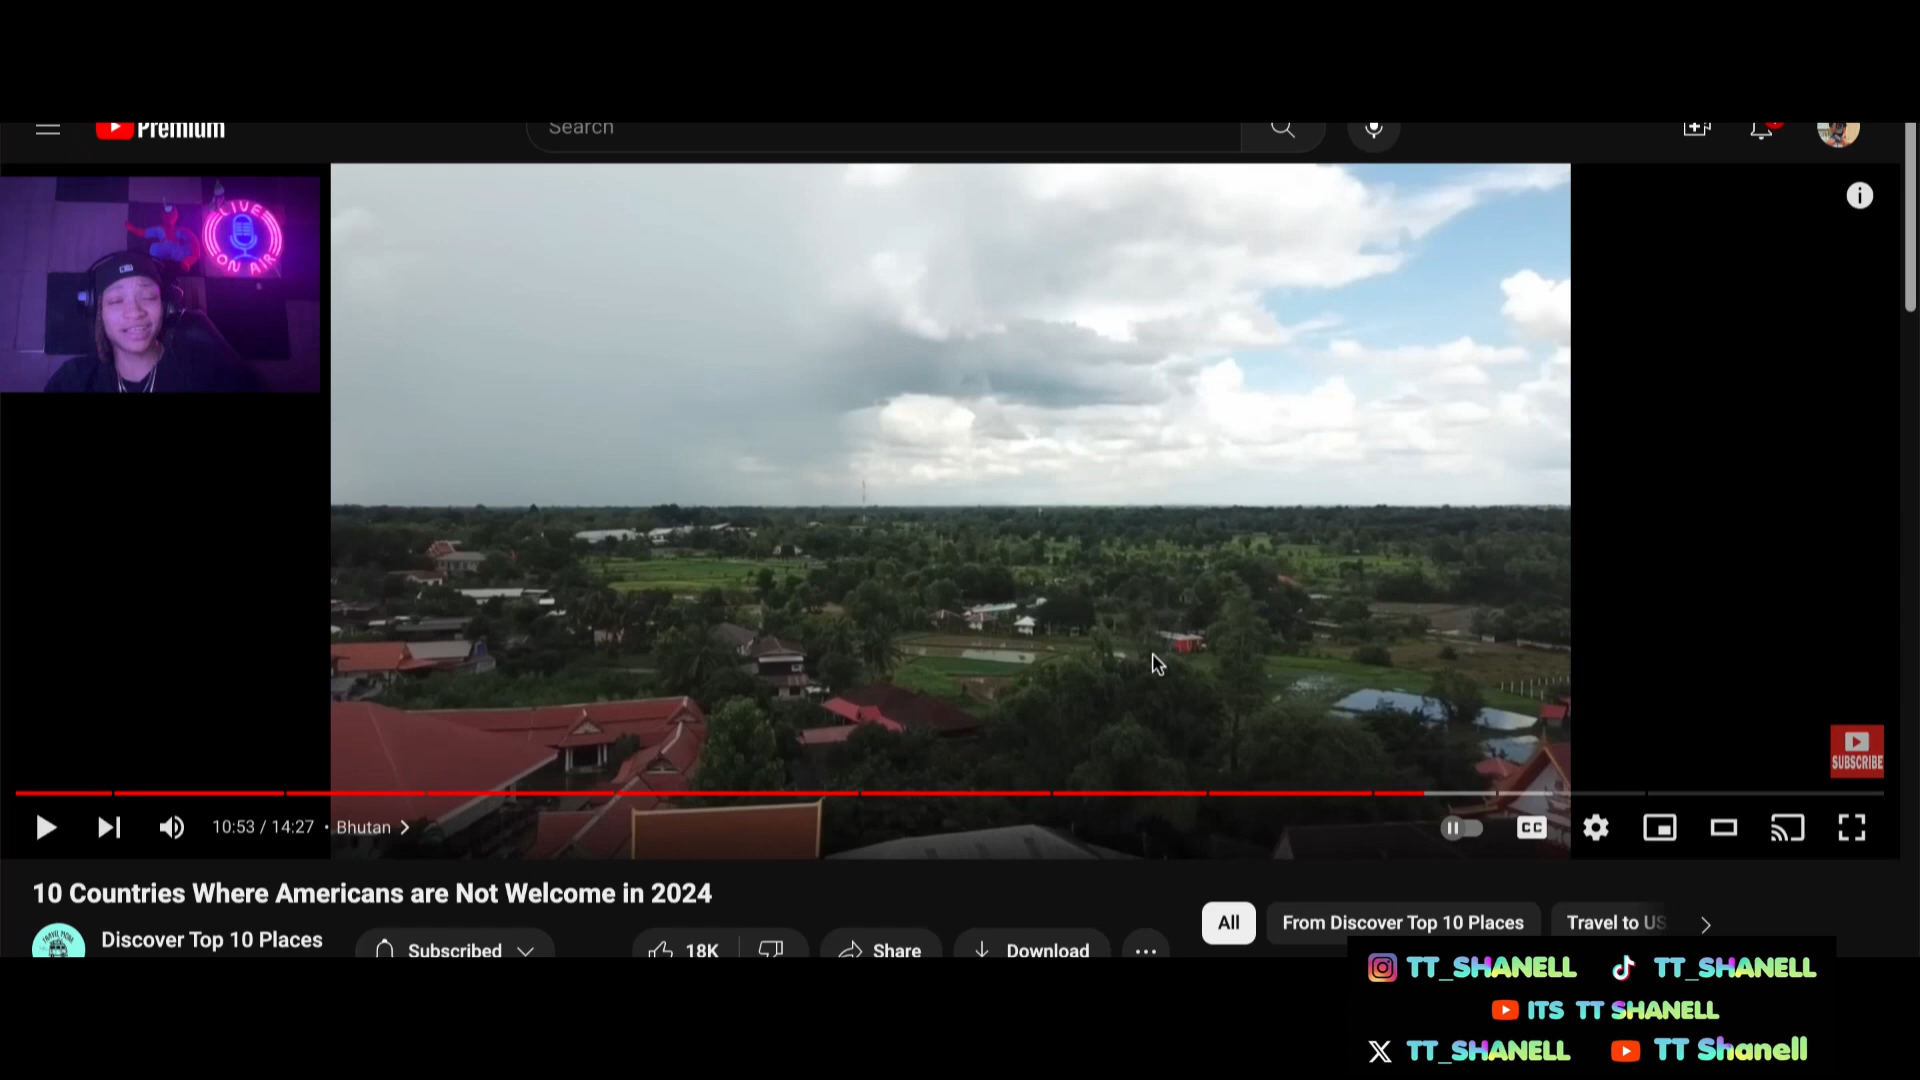 Premium
Search
LIVE
ON AIR
SUBSCRIBE
10:53 / 14:27 • Bhutan
CC
10 Countries Where Americans are Not Welcome in 2024
Discover Top 10 Places
Subscribed
18K
Share
Download
All
From Discover Top 10 Places
Travel to US
TT_SHANELL
TT_SHANELL
ITS TT SHANELL
TT_SHANELL
TT Shanell